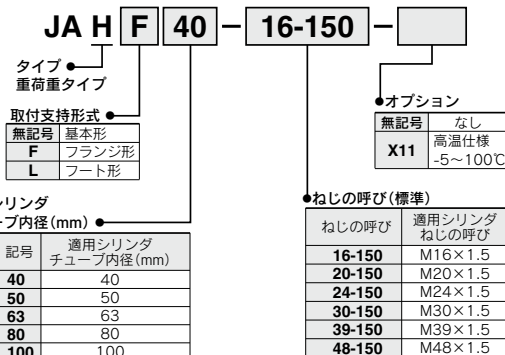 JA H F 40 − 16-150 −
タイプ
重荷重タイプ
取付支持形式
無記号 基本形
F フランジ形
L フート形
リンダ
ーブ内径(mm)
記号 適用シリンダ
チューブ内径(mm)
40 40
50 50
63 63
80 80
100 100
オプション
無記号 なし
X11 高温仕様
-5～100℃
ねじの呼び(標準)
ねじの呼び 適用シリンダ
ねじの呼び
16-150 M16×1.5
20-150 M20×1.5
24-150 M24×1.5
30-150 M30×1.5
39-150 M39×1.5
48-150 M48×1.5